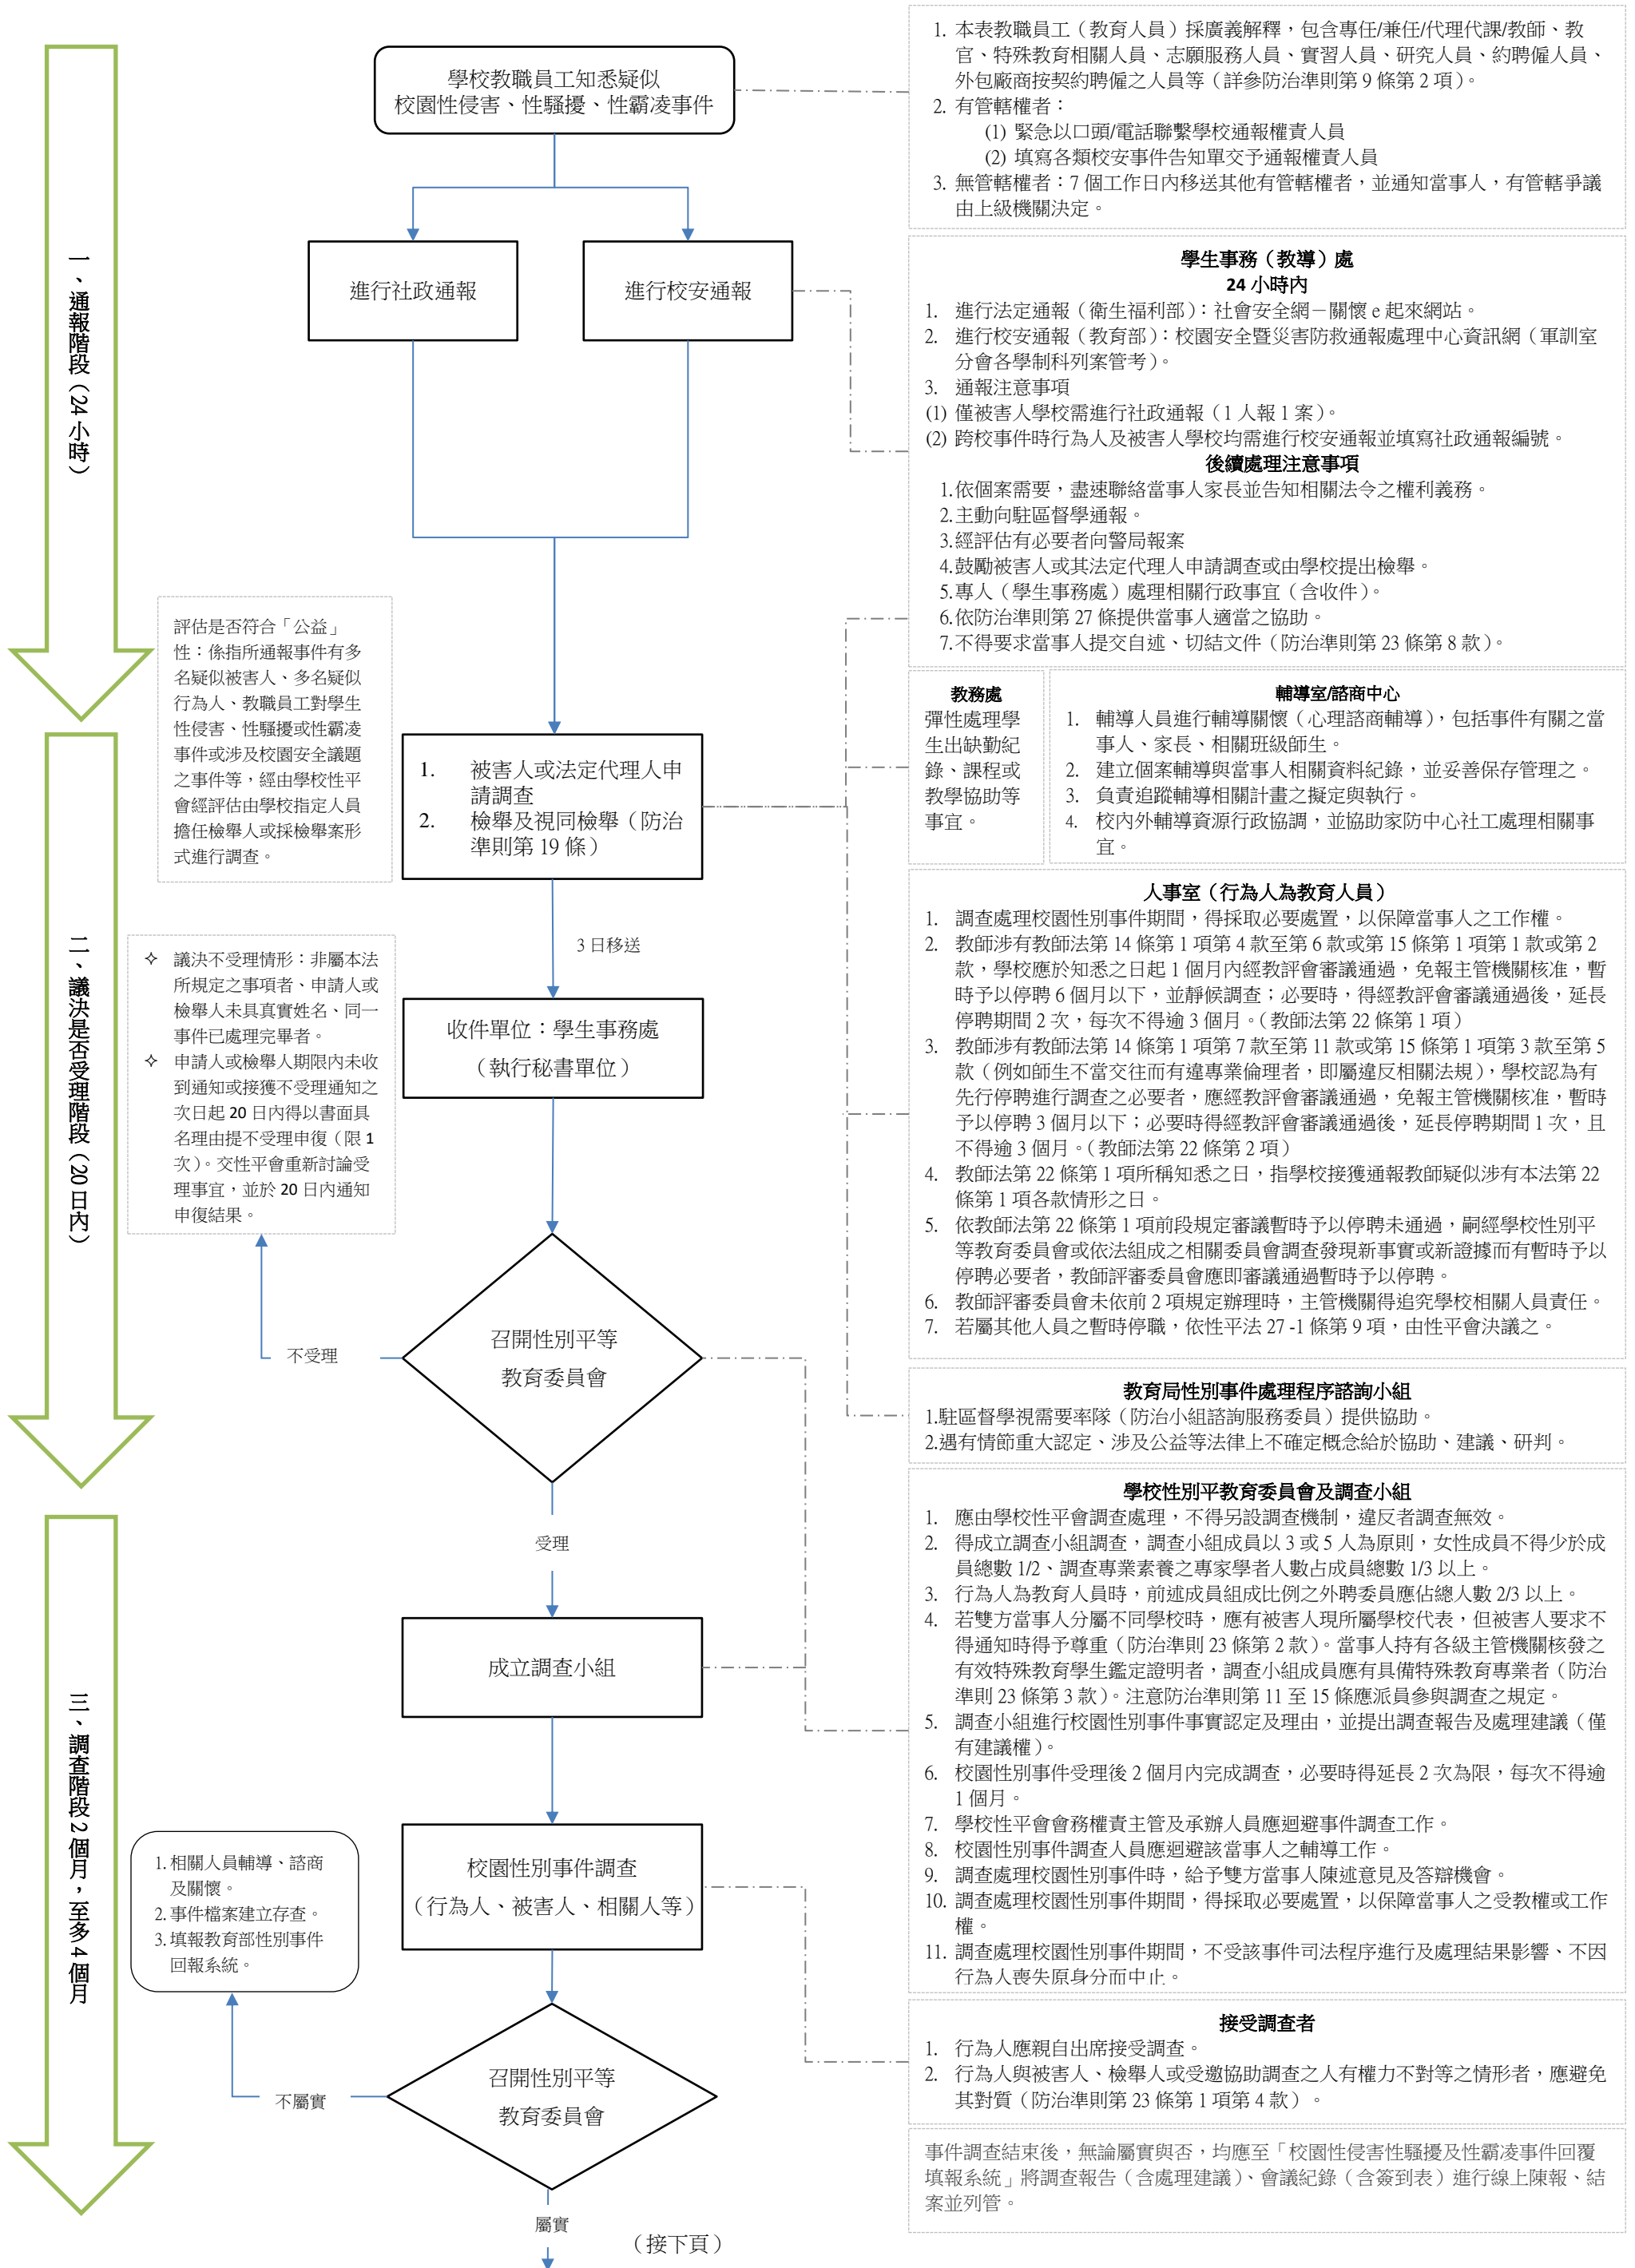 學校教職員工知悉疑似
校園性侵害、性騷擾、性霸凌事件
1. 本表教職員工（教育人員）採廣義解釋，包含專任/兼任/代理代課/教師、教
官、特殊教育相關人員、志願服務人員、實習人員、研究人員、約聘僱人員、
外包廠商按契約聘僱之人員等（詳參防治準則第 9 條第 2 項）。
2. 有管轄權者：
(1) 緊急以口頭/電話聯繫學校通報權責人員
(2) 填寫各類校安事件告知單交予通報權責人員
3. 無管轄權者：7 個工作日內移送其他有管轄權者，並通知當事人，有管轄爭議
由上級機關決定。
一、通報階段（24 小時）
進行社政通報
進行校安通報
學生事務（教導）處
24 小時內
1. 進行法定通報（衛生福利部）：社會安全網－關懷 e 起來網站。
2. 進行校安通報（教育部）：校園安全暨災害防救通報處理中心資訊網（軍訓室
分會各學制科列案管考）。
3. 通報注意事項
(1) 僅被害人學校需進行社政通報（1 人報 1 案）。
(2) 跨校事件時行為人及被害人學校均需進行校安通報並填寫社政通報編號。
後續處理注意事項
1.依個案需要，盡速聯絡當事人家長並告知相關法令之權利義務。
2.主動向駐區督學通報。
3.經評估有必要者向警局報案
4.鼓勵被害人或其法定代理人申請調查或由學校提出檢舉。
5.專人（學生事務處）處理相關行政事宜（含收件）。
6.依防治準則第 27 條提供當事人適當之協助。
7.不得要求當事人提交自述、切結文件（防治準則第 23 條第 8 款）。
評估是否符合「公益」
性：係指所通報事件有多
名疑似被害人、多名疑似
行為人、教職員工對學生
性侵害、性騷擾或性霸凌
事件或涉及校園安全議題
之事件等，經由學校性平
會經評估由學校指定人員
擔任檢舉人或採檢舉案形
式進行調查。
1. 被害人或法定代理人申
請調查
2. 檢舉及視同檢舉（防治
準則第 19 條）
教務處
彈性處理學
生出缺勤紀
錄、課程或
教學協助等
事宜。
輔導室/諮商中心
1. 輔導人員進行輔導關懷（心理諮商輔導），包括事件有關之當
事人、家長、相關班級師生。
2. 建立個案輔導與當事人相關資料紀錄，並妥善保存管理之。
3. 負責追蹤輔導相關計畫之擬定與執行。
4. 校內外輔導資源行政協調，並協助家防中心社工處理相關事
宜。
二、議決是否受理階段（20 日內）
3 日移送
✧ 議決不受理情形：非屬本法
所規定之事項者、申請人或
檢舉人未具真實姓名、同一
事件已處理完畢者。
✧ 申請人或檢舉人期限內未收
到通知或接獲不受理通知之
次日起 20 日內得以書面具
名理由提不受理申復（限 1
次）。交性平會重新討論受
理事宜，並於 20 日內通知
申復結果。
收件單位：學生事務處
（執行秘書單位）
人事室（行為人為教育人員）
1. 調查處理校園性別事件期間，得採取必要處置，以保障當事人之工作權。
2. 教師涉有教師法第 14 條第 1 項第 4 款至第 6 款或第 15 條第 1 項第 1 款或第 2
款，學校應於知悉之日起 1 個月內經教評會審議通過，免報主管機關核准，暫
時予以停聘 6 個月以下，並靜候調查；必要時，得經教評會審議通過後，延長
停聘期間 2 次，每次不得逾 3 個月。（教師法第 22 條第 1 項）
3. 教師涉有教師法第 14 條第 1 項第 7 款至第 11 款或第 15 條第 1 項第 3 款至第 5
款（例如師生不當交往而有違專業倫理者，即屬違反相關法規），學校認為有
先行停聘進行調查之必要者，應經教評會審議通過，免報主管機關核准，暫時
予以停聘 3 個月以下；必要時得經教評會審議通過後，延長停聘期間 1 次，且
不得逾 3 個月。（教師法第 22 條第 2 項）
4. 教師法第 22 條第 1 項所稱知悉之日，指學校接獲通報教師疑似涉有本法第 22
條第 1 項各款情形之日。
5. 依教師法第 22 條第 1 項前段規定審議暫時予以停聘未通過，嗣經學校性別平
等教育委員會或依法組成之相關委員會調查發現新事實或新證據而有暫時予以
停聘必要者，教師評審委員會應即審議通過暫時予以停聘。
6. 教師評審委員會未依前 2 項規定辦理時，主管機關得追究學校相關人員責任。
7. 若屬其他人員之暫時停職，依性平法 27 -1 條第 9 項，由性平會決議之。
召開性別平等
教育委員會
不受理
教育局性別事件處理程序諮詢小組
1.駐區督學視需要率隊（防治小組諮詢服務委員）提供協助。
2.遇有情節重大認定、涉及公益等法律上不確定概念給於協助、建議、研判。
受理
三、調查階段 2 個月，至多 4 個月
成立調查小組
學校性別平教育委員會及調查小組
1. 應由學校性平會調查處理，不得另設調查機制，違反者調查無效。
2. 得成立調查小組調查，調查小組成員以 3 或 5 人為原則，女性成員不得少於成
員總數 1/2、調查專業素養之專家學者人數占成員總數 1/3 以上。
3. 行為人為教育人員時，前述成員組成比例之外聘委員應佔總人數 2/3 以上。
4. 若雙方當事人分屬不同學校時，應有被害人現所屬學校代表，但被害人要求不
得通知時得予尊重（防治準則 23 條第 2 款）。當事人持有各級主管機關核發之
有效特殊教育學生鑑定證明者，調查小組成員應有具備特殊教育專業者（防治
準則 23 條第 3 款）。注意防治準則第 11 至 15 條應派員參與調查之規定。
5. 調查小組進行校園性別事件事實認定及理由，並提出調查報告及處理建議（僅
有建議權）。
6. 校園性別事件受理後 2 個月內完成調查，必要時得延長 2 次為限，每次不得逾
1 個月。
7. 學校性平會會務權責主管及承辦人員應迴避事件調查工作。
8. 校園性別事件調查人員應迴避該當事人之輔導工作。
9. 調查處理校園性別事件時，給予雙方當事人陳述意見及答辯機會。
10. 調查處理校園性別事件期間，得採取必要處置，以保障當事人之受教權或工作
權。
11. 調查處理校園性別事件期間，不受該事件司法程序進行及處理結果影響、不因
行為人喪失原身分而中止。
校園性別事件調查
（行為人、被害人、相關人等）
1. 相關人員輔導、諮商
及關懷。
2. 事件檔案建立存查。
3. 填報教育部性別事件
回報系統。
接受調查者
1. 行為人應親自出席接受調查。
2. 行為人與被害人、檢舉人或受邀協助調查之人有權力不對等之情形者，應避免
其對質（防治準則第 23 條第 1 項第 4 款）。
召開性別平等
教育委員會
不屬實
事件調查結束後，無論屬實與否，均應至「校園性侵害性騷擾及性霸凌事件回覆
填報系統」將調查報告（含處理建議）、會議紀錄（含簽到表）進行線上陳報、結
案並列管。
屬實
（接下頁）